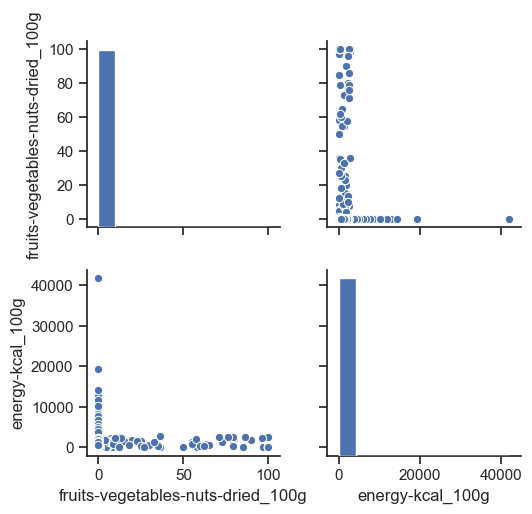 fruits-vegetables-nuts-dried_100g
100
80
60
40
20
0
energy-kcal_100g
40000
30000
20000
10000
0
0 50 100
0 20000 40000
fruits-vegetables-nuts-dried_100g
energy-kcal_100g